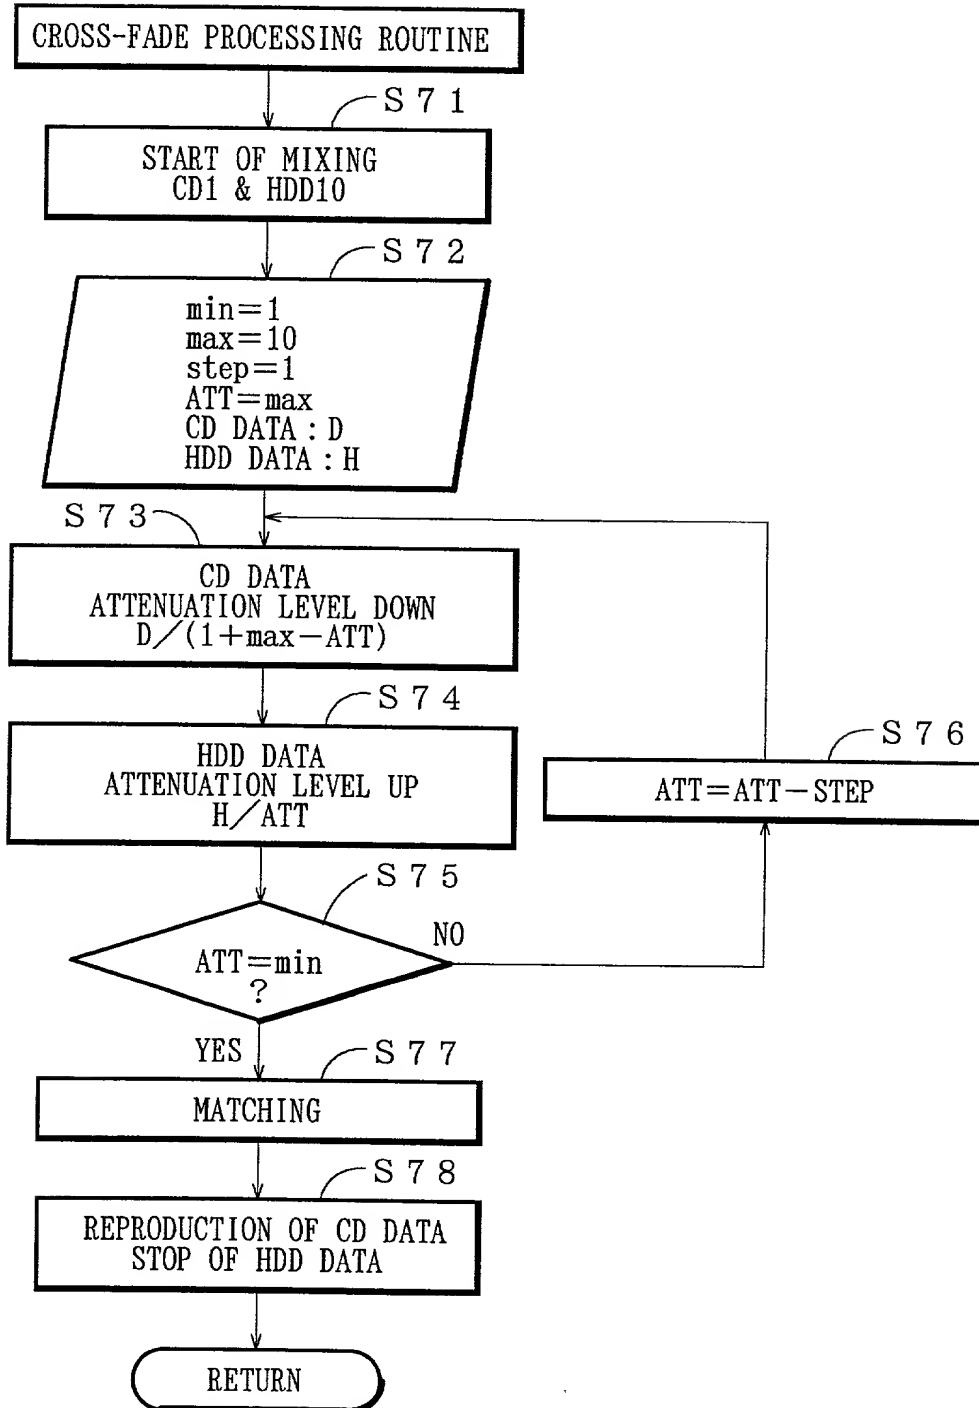 CROSS-FADE PROCESSING ROUTINE
S71
START OF MIXING
CD1 & HDD10
S72
min=1
max=10
step=1
ATT=max
CD DATA : D
HDD DATA : H
S73
CD DATA
ATTENUATION LEVEL DOWN
D/(1+max-ATT)
S74
HDD DATA
ATTENUATION LEVEL UP
H/ATT
S76
ATT=ATT-STEP
S75
ATT=min
?
NO
YES
S77
MATCHING
S78
REPRODUCTION OF CD DATA
STOP OF HDD DATA
RETURN